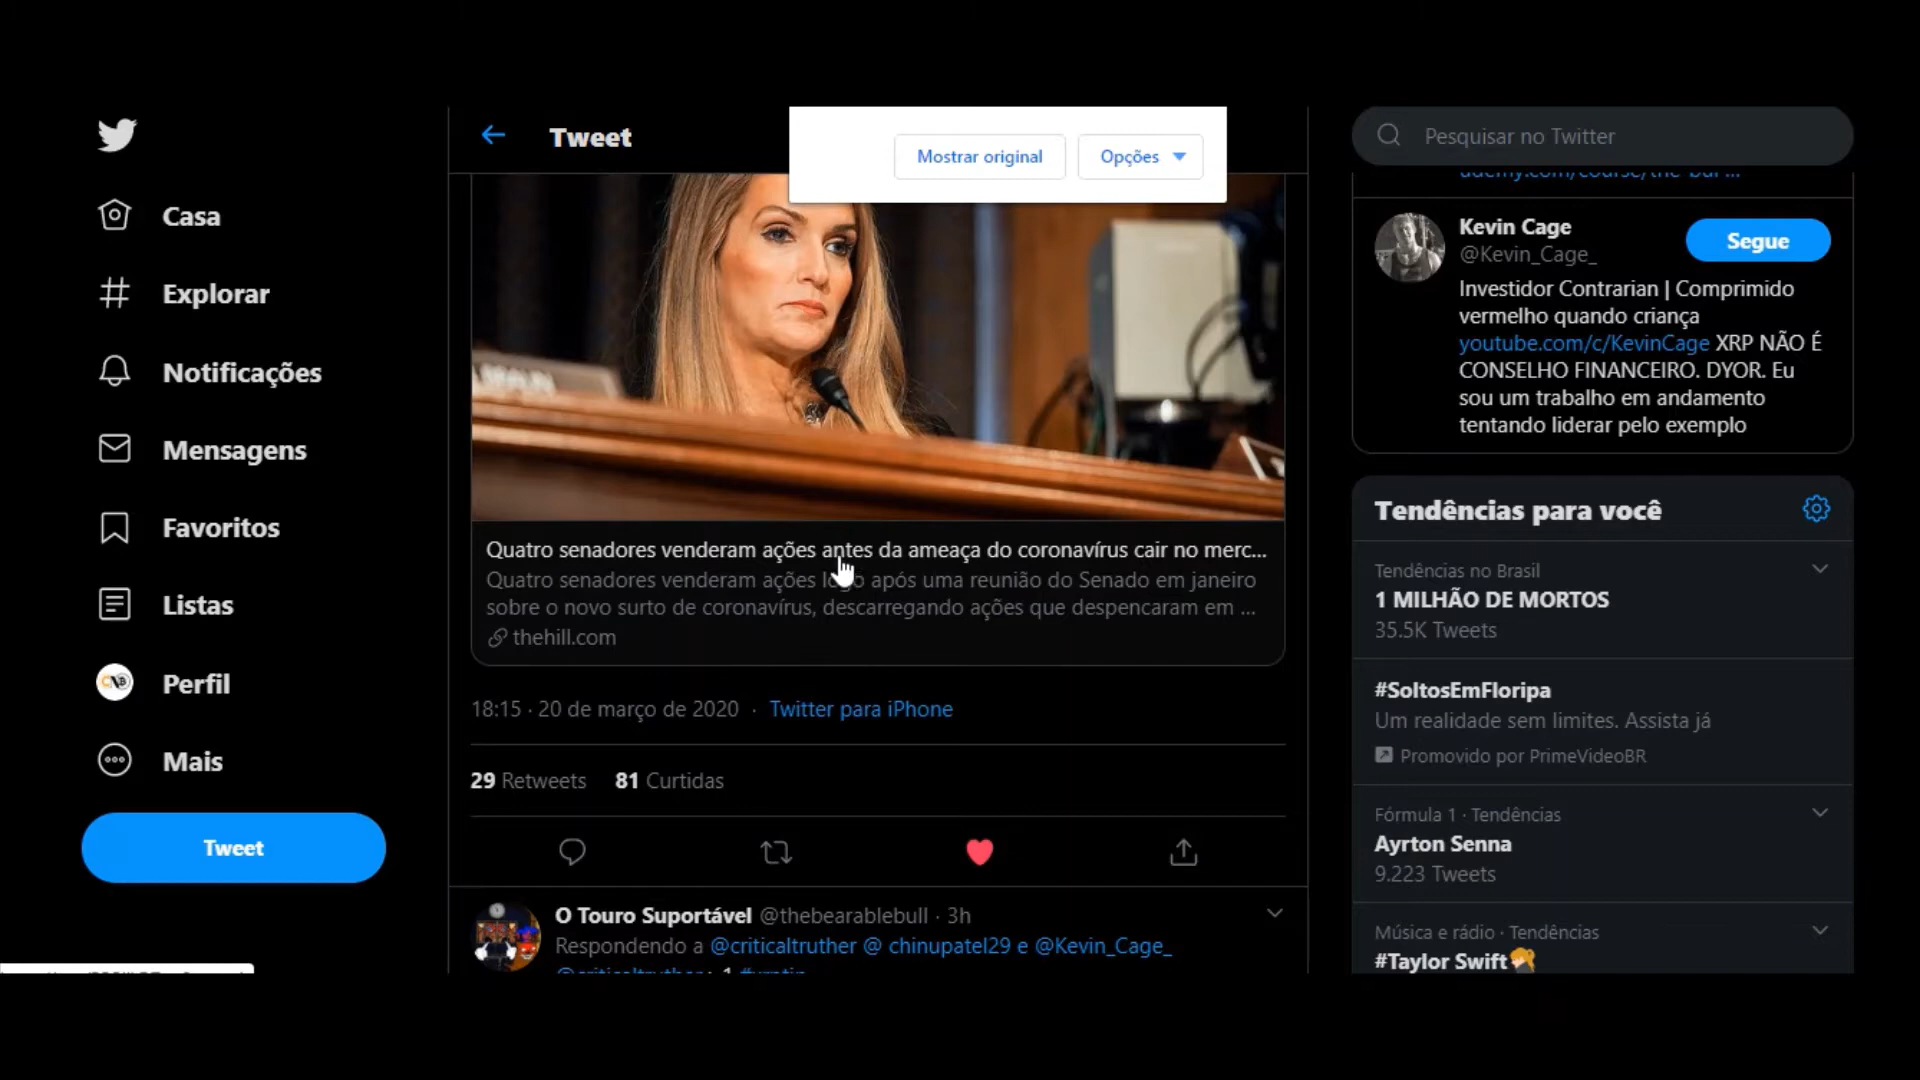 Casa
Explorar
Notificações
Mensagens
Favoritos
Listas
Perfil
Mais
Tweet
Tweet
Mostrar original
Opções
Quatro senadores venderam ações antes da ameaça do coronavírus cair no merc...
Quatro senadores venderam ações logo após uma reunião do Senado em janeiro
sobre o novo surto de coronavírus, descarregando ações que despencaram em ...
thehill.com
18:15 · 20 de março de 2020 · Twitter para iPhone
29 Retweets 81 Curtidas
O Touro Suportável @thebearablebull · 3h
Respondendo a @criticaltruther @ chinupatel29 e @Kevin_Cage_
Pesquisar no Twitter
Kevin Cage
@Kevin_Cage_
Segue
Investidor Contrarian | Comprimido
vermelho quando criança
youtube.com/c/KevinCage XRP NÃO É
CONSELHO FINANCEIRO. DYOR. Eu
sou um trabalho em andamento
tentando liderar pelo exemplo
Tendências para você
Tendências no Brasil
1 MILHÃO DE MORTOS
35.5K Tweets
#SoltosEmFloripa
Um realidade sem limites. Assista já
Promovido por PrimeVideoBR
Fórmula 1 · Tendências
Ayrton Senna
9.223 Tweets
Música e rádio · Tendências
#Taylor Swift